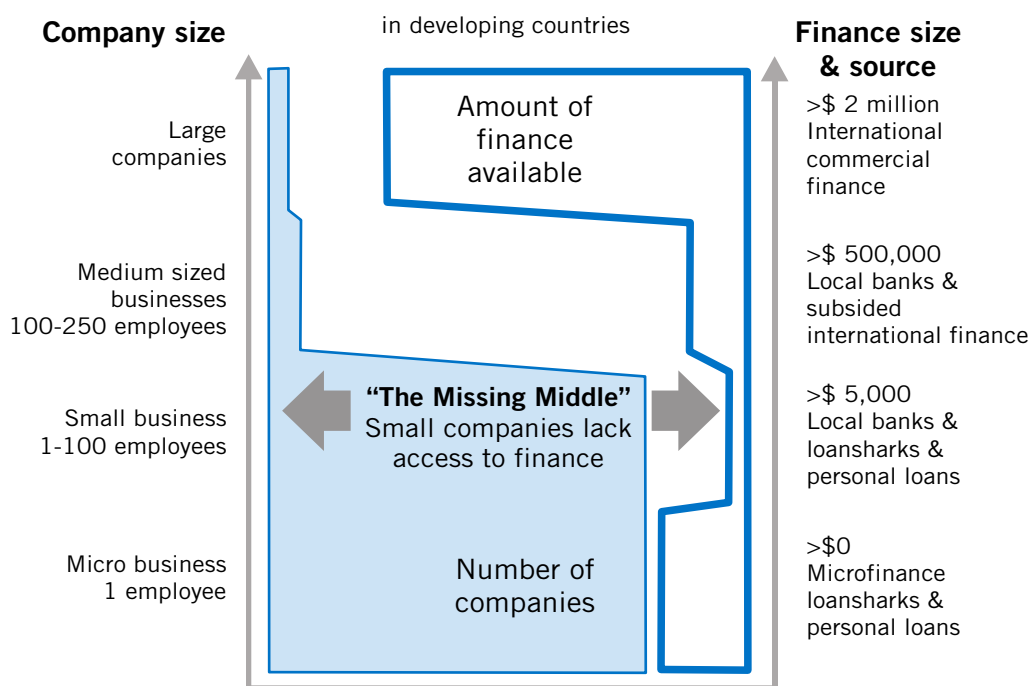 in developing countries
Company size
Large
companies
Medium sized
businesses
100-250 employees
Small business
1-100 employees
Micro business
1 employee
Amount of
finance
available
“The Missing Middle”
Small companies lack
access to finance
Number of
companies
Finance size
& source
>$ 2 million
International
commercial
finance
>$ 500,000
Local banks &
subsided
international finance
>$ 5,000
Local banks &
loansharks &
personal loans
>$0
Microfinance
loansharks &
personal loans